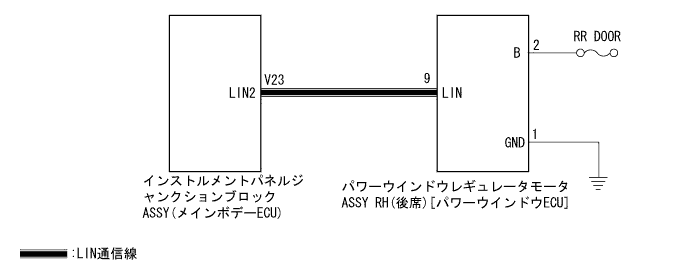 RR DOOR
B
2
LIN2
V23
9
LIN
GND
1
インストルメントパネルジ
ャンクションブロック
ASSY(メインボデーECU)
パワーウインドウレギュレータモータ
ASSY RH(後席)[パワーウインドウECU]
:LIN通信線